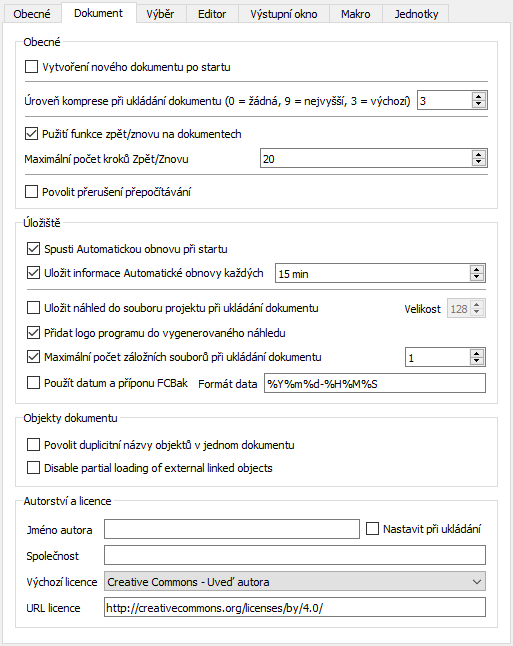 Obecné Dokument Výběr Editor Výstupní okno Makro Jednotky
Obecné
Vytvoření nového dokumentu po startu
Úroveň komprese při ukládání dokumentu (0 = žádná, 9 = nejvyšší, 3 = výchozí) 3
Pužití funkce zpět/znovu na dokumentech
Maximální počet kroků Zpět/Znovu 20
Povolit přerušení přepočítávání
Úložiště
Spusti Automatickou obnovu při startu
Uložit informace Automatické obnovy každých 15 min
Uložit náhled do souboru projektu při ukládání dokumentu Velikost 128
Přidat logo programu do vygenerovaného náhledu
Maximální počet záložních souborů při ukládání dokumentu 1
Použít datum a příponu FCBak Formát data %Y%m%d-%H%M%S
Objekty dokumentu
Povolit duplicitní názvy objektů v jednom dokumentu
Disable partial loading of external linked objects
Autorství a licence
Jméno autora Nastavit při ukládání
Společnost
Výchozí licence Creative Commons - Uveď autora
URL licence http://creativecommons.org/licenses/by/4.0/